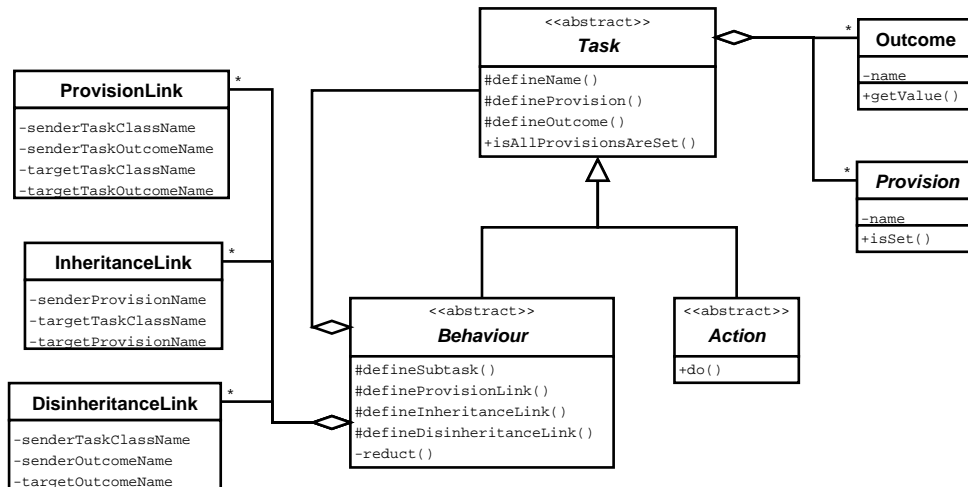 <<abstract>>
Task
#defineName()
#defineProvision()
#defineOutcome()
+isAllProvisionsAreSet()
*
Outcome
-name
+getValue()
*
Provision
-name
+isSet()
*
ProvisionLink
-senderTaskClassName
-senderTaskOutcomeName
-targetTaskClassName
-targetTaskOutcomeName
*
InheritanceLink
-senderProvisionName
-targetTaskClassName
-targetProvisionName
*
DisinheritanceLink
-senderTaskClassName
-senderOutcomeName
-targetOutcomeName
<<abstract>>
Behaviour
#defineSubtask()
#defineProvisionLink()
#defineInheritanceLink()
#defineDisinheritanceLink()
-reduct()
<<abstract>>
Action
+do()